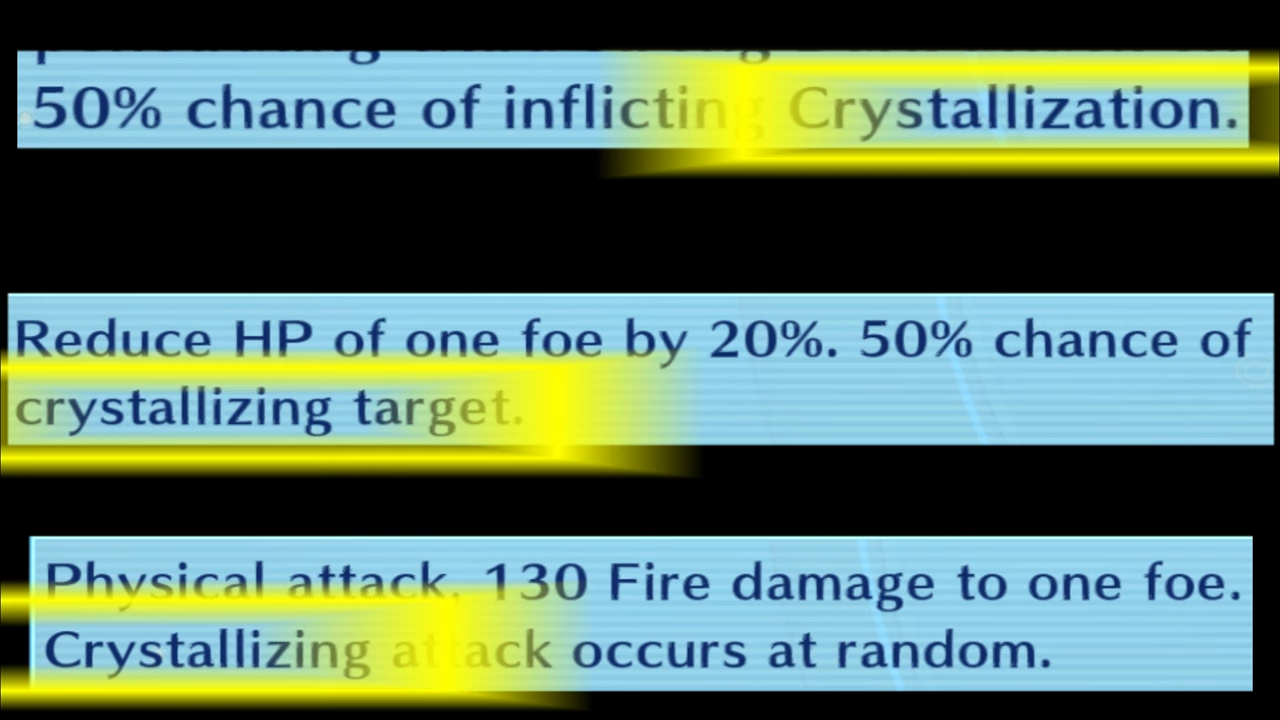 50% chance of inflicting Crystallization.
Reduce HP of one foe by 20%. 50% chance of
crystallizing target.
Physical attack. 130 Fire damage to one foe.
Crystallizing attack occurs at random.